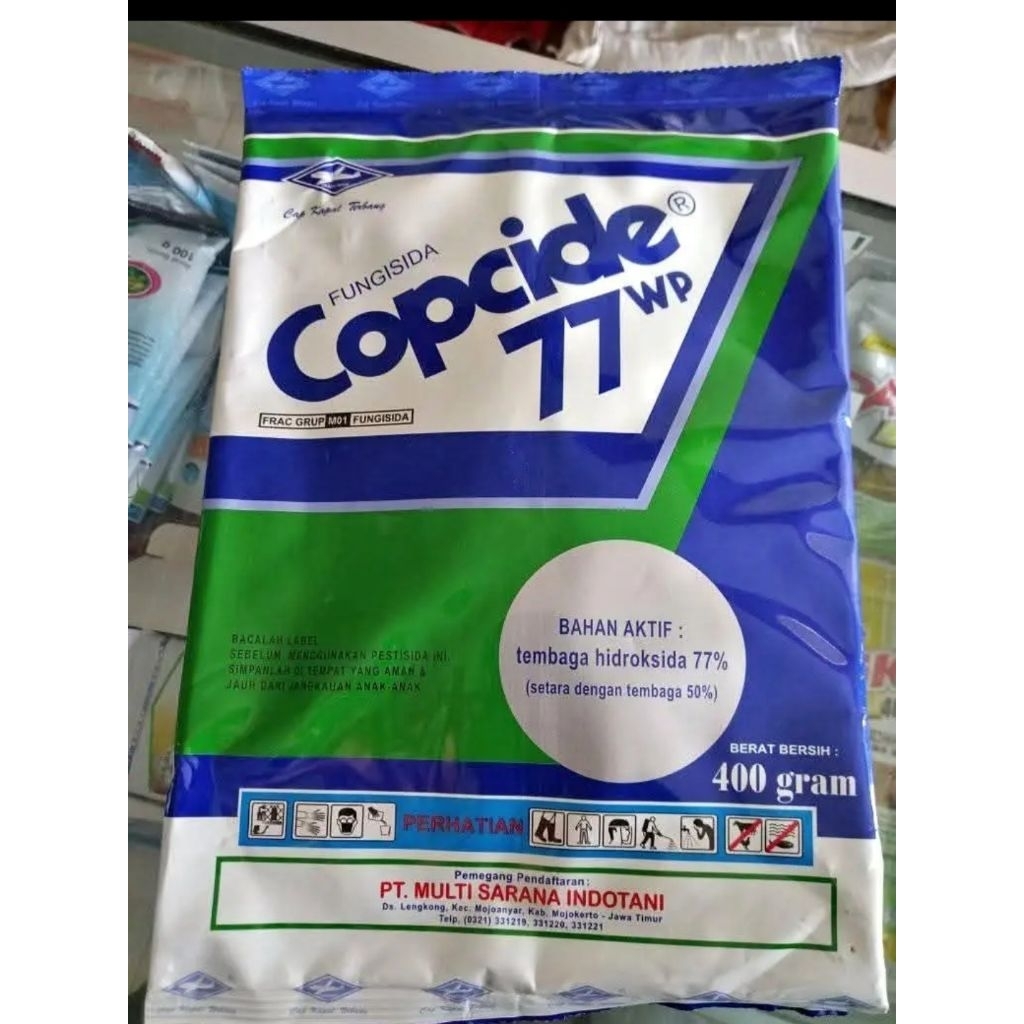 Cap Kapal Terbang
FUNGISIDA
Copcide®
77 WP
FRAC GRUP M01 FUNGISIDA
100 g
BAHAN AKTIF :
tembaga hidroksida 77%
(setara dengan tembaga 50%)
BACALAH LABEL
SEBELUM MENGGUNAKAN PESTISIDA INI.
SIMPANLAH DI TEMPAT YANG AMAN &
JAUH DARI JANGKAUAN ANAK-ANAK
BERAT BERSIH :
400 gram
PERHATIAN
Pemegang Pendaftaran :
PT. MULTI SARANA INDOTANI
Ds. Lengkong, Kec. Mojoanyar, Kab. Mojokerto - Jawa Timur
Telp. (0321) 331219, 331220, 331221